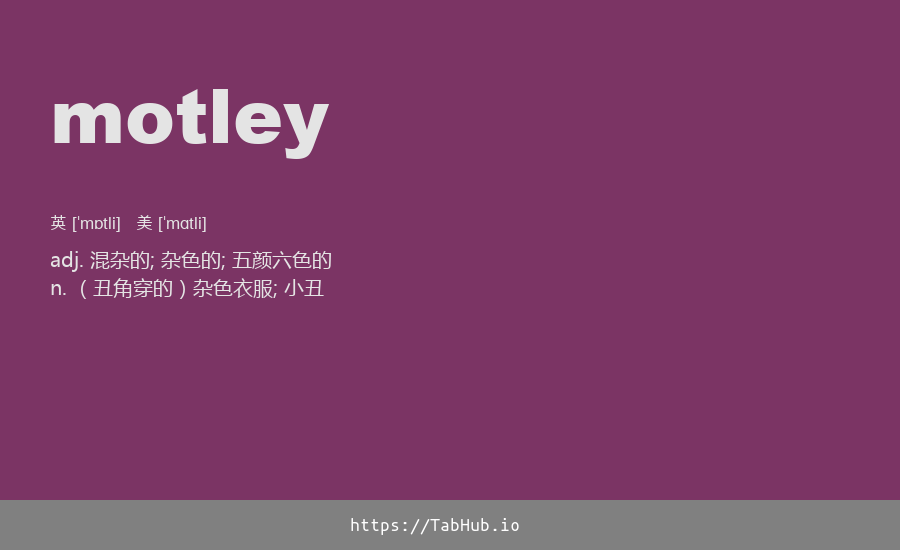 motley
英 [ˈmɒtli] 美 [ˈmɑtli]
adj. 混杂的; 杂色的; 五颜六色的
n. （丑角穿的）杂色衣服; 小丑
https://TabHub.io